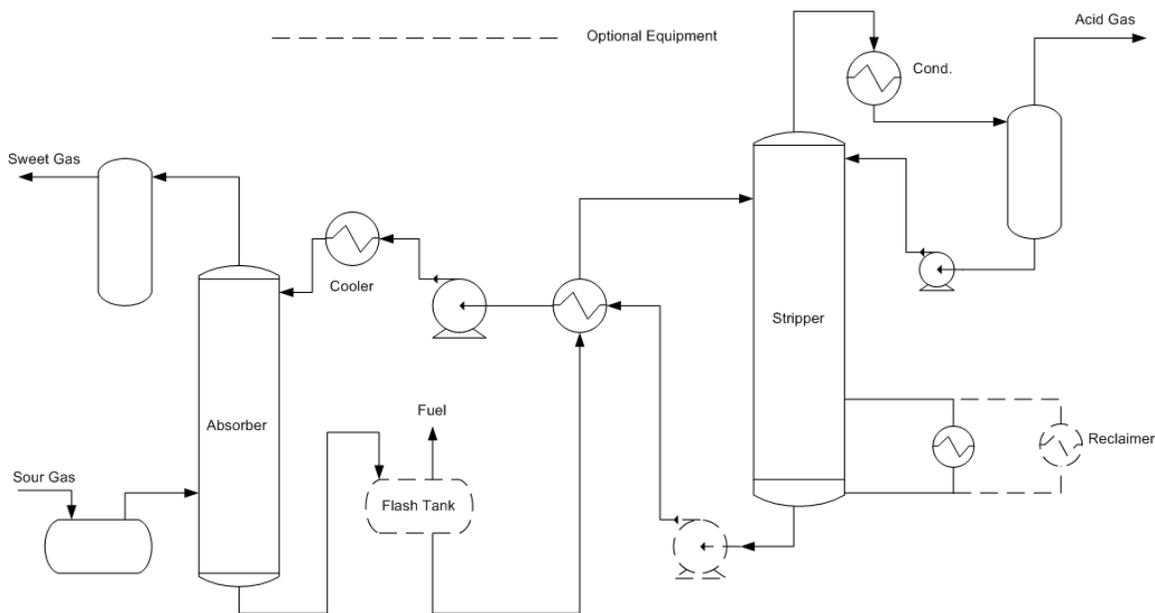 Optional Equipment
Acid Gas
Cond.
Sweet Gas
Cooler
Stripper
Absorber
Fuel
Reclaimer
Sour Gas
Flash Tank